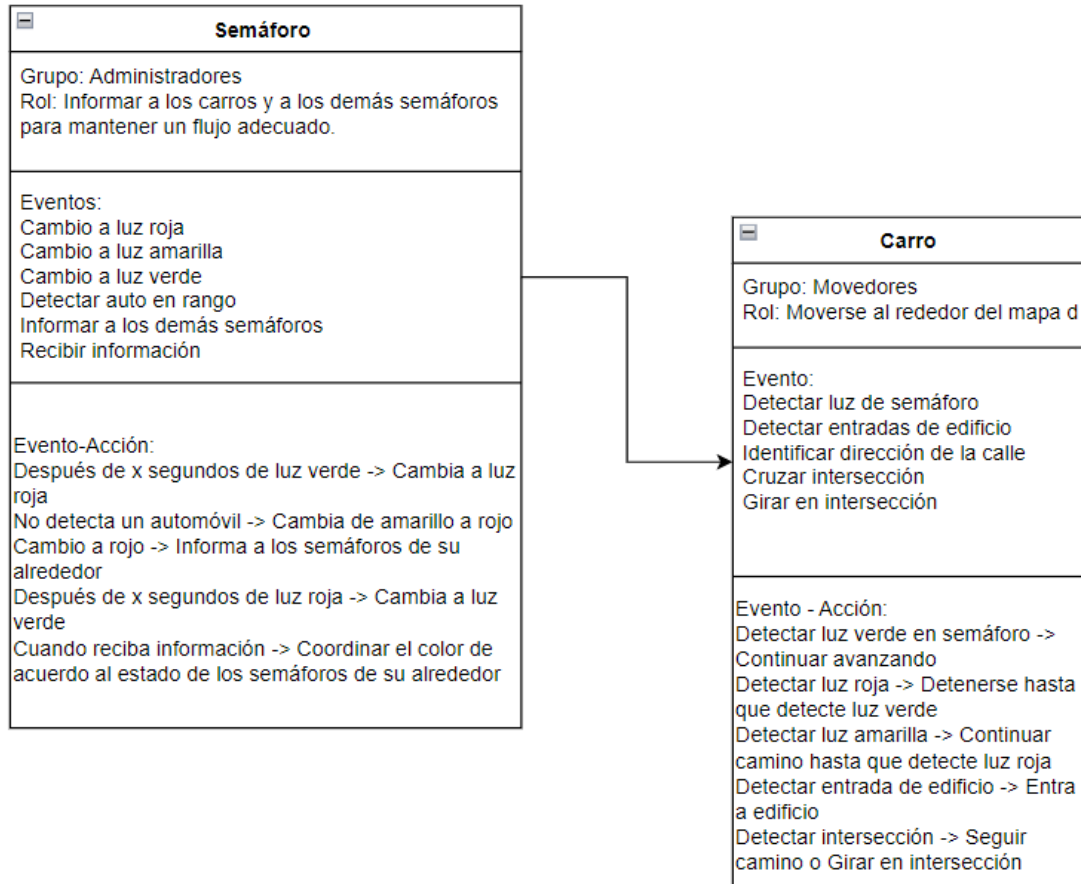 Semáforo
Grupo: Administradores
Rol: Informar a los carros y a los demás semáforos
para mantener un flujo adecuado.
Eventos:
Cambio a luz roja
Cambio a luz amarilla
Cambio a luz verde
Detectar auto en rango
Informar a los demás semáforos
Recibir información
Evento-Acción:
Después de x segundos de luz verde -> Cambia a luz
roja
No detecta un automóvil -> Cambia de amarillo a rojo
Cambio a rojo -> Informa a los semáforos de su
alrededor
Después de x segundos de luz roja -> Cambia a luz
verde
Cuando reciba información -> Coordinar el color de
acuerdo al estado de los semáforos de su alrededor
Carro
Grupo: Movedores
Rol: Moverse al rededor del mapa d
Evento:
Detectar luz de semáforo
Detectar entradas de edificio
Identificar dirección de la calle
Cruzar intersección
Girar en intersección
Evento - Acción:
Detectar luz verde en semáforo ->
Continuar avanzando
Detectar luz roja -> Detenerse hasta
que detecte luz verde
Detectar luz amarilla -> Continuar
camino hasta que detecte luz roja
Detectar entrada de edificio -> Entra
a edificio
Detectar intersección -> Seguir
camino o Girar en intersección